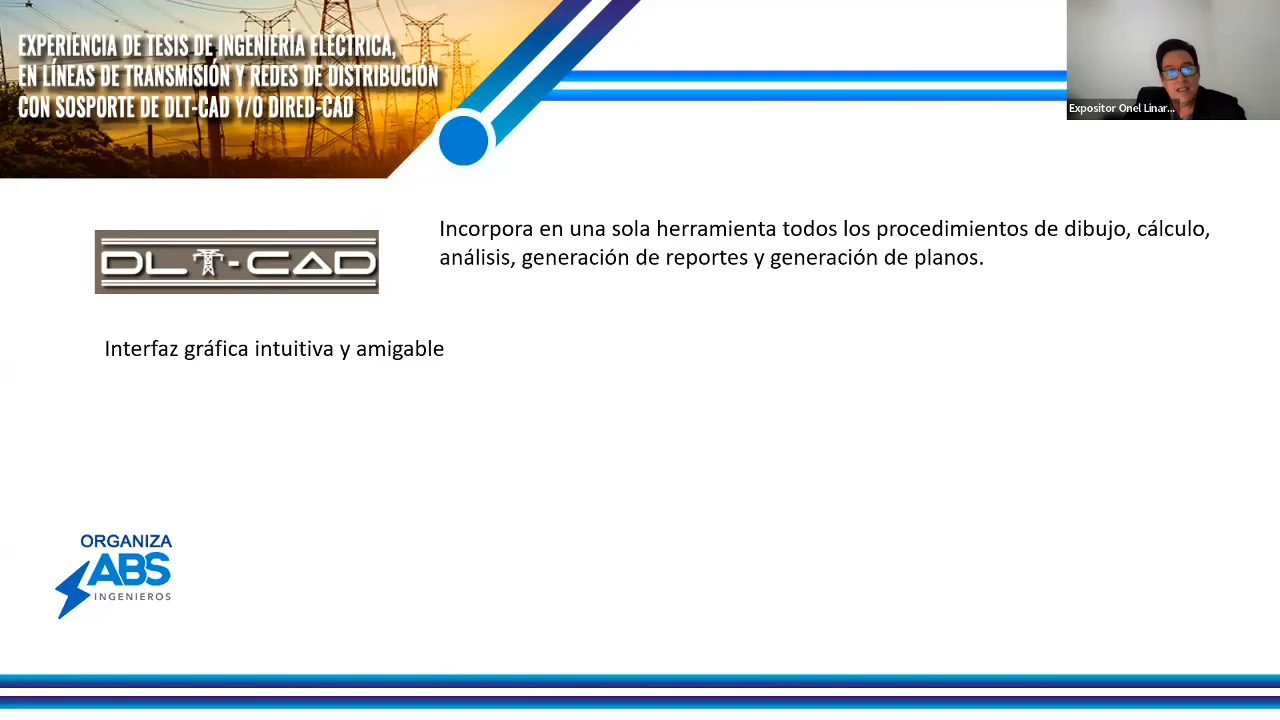 EXPERIENCIA DE TESIS DE INGENIERÍA ELÉCTRICA,
EN LÍNEAS DE TRANSMISIÓN Y REDES DE DISTRIBUCIÓN
CON SOSPORTE DE DLT-CAD Y/O DIRED-CAD
Expositor Onel Linar...
DLT-CAD
Incorpora en una sola herramienta todos los procedimientos de dibujo, cálculo,
análisis, generación de reportes y generación de planos.
Interfaz gráfica intuitiva y amigable
ORGANIZA
ABS
INGENIEROS